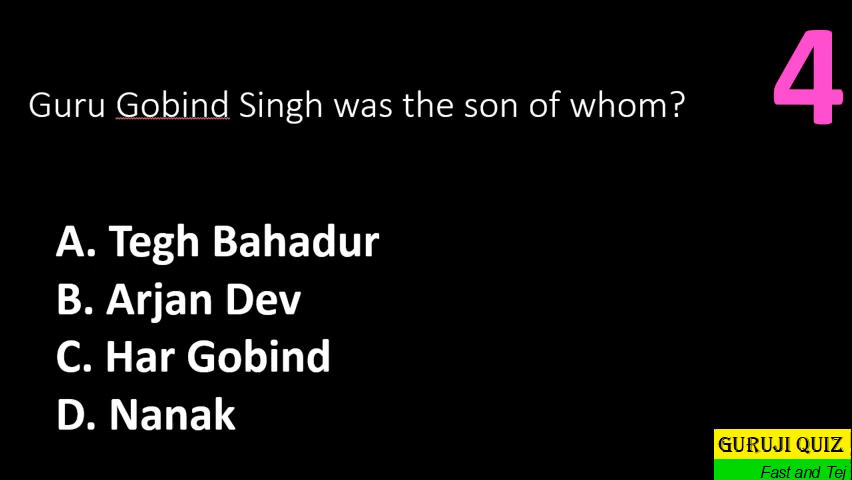 4
Guru Gobind Singh was the son of whom?
A. Tegh Bahadur
B. Arjan Dev
C. Har Gobind
D. Nanak
GURUJI QUIZ
Fast and Tej